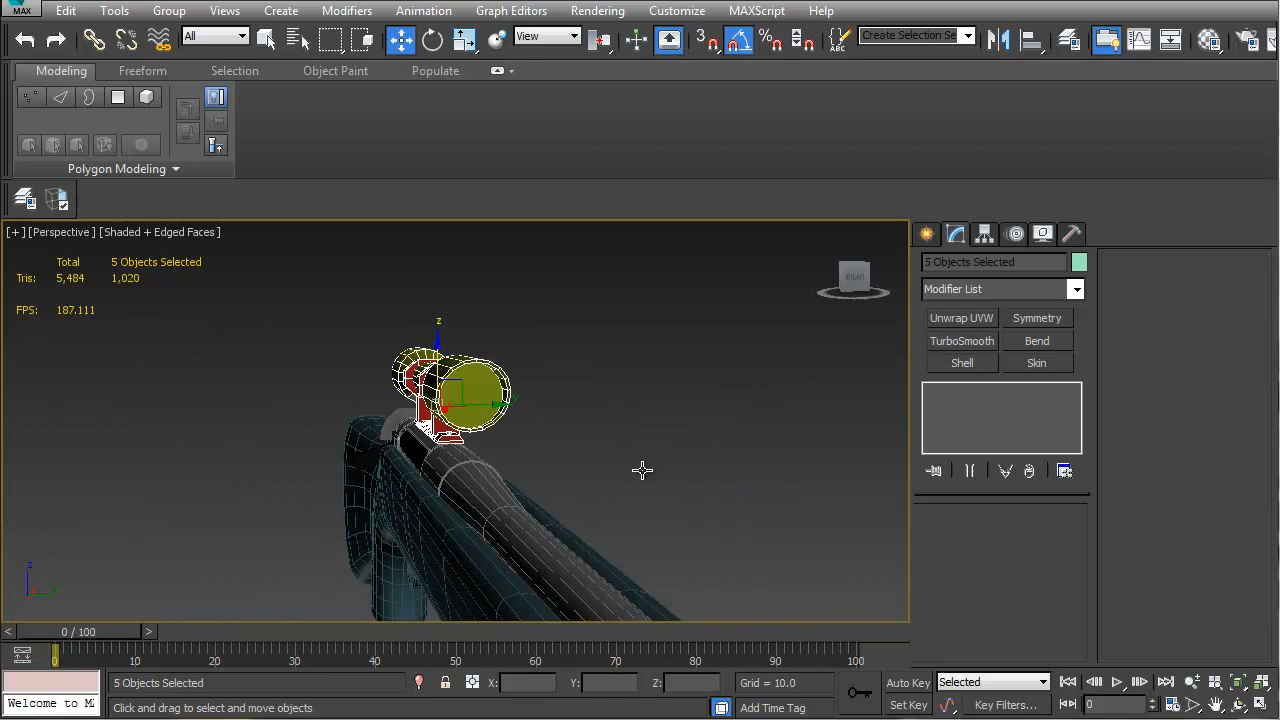 MAX Edit Tools Group Views Create Modifiers Animation Graph Editors Rendering Customize MAXScript Help
All View 3 % ABC Create Selection Se
Modeling Freeform Selection Object Paint Populate
Polygon Modeling
[+] [Perspective] [Shaded + Edged Faces]
Total 5 Objects Selected
Tris: 5,484 1,020
FPS: 187.111
RIGHT
z
z
5 Objects Selected
Modifier List
Unwrap UVW Symmetry
TurboSmooth Bend
Shell Skin
< 0 / 100 >
0 10 20 30 40 50 60 70 80 90 100
5 Objects Selected X: Y: Z: Grid = 10.0 Auto Key Selected
Welcome to M Click and drag to select and move objects Add Time Tag Set Key Key Filters... 0